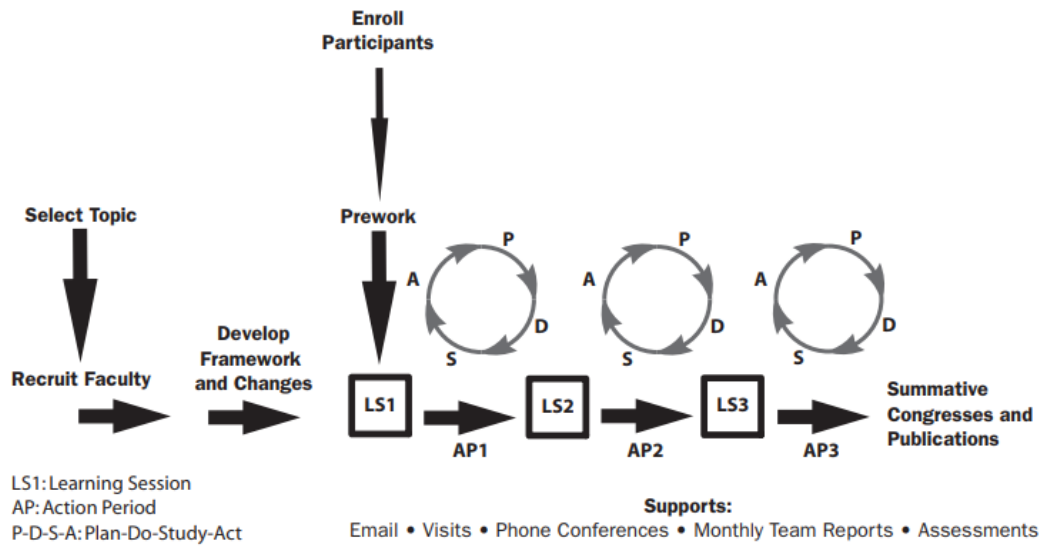 Enroll
Participants
Select Topic
Prework
P
A
D
S
P
A
D
S
P
A
D
S
Recruit Faculty
Develop
Framework
and Changes
LS1
LS2
LS3
AP1
AP2
AP3
Summative
Congresses and
Publications
LS1: Learning Session
AP: Action Period
P-D-S-A: Plan-Do-Study-Act
Supports:
Email • Visits • Phone Conferences • Monthly Team Reports • Assessments